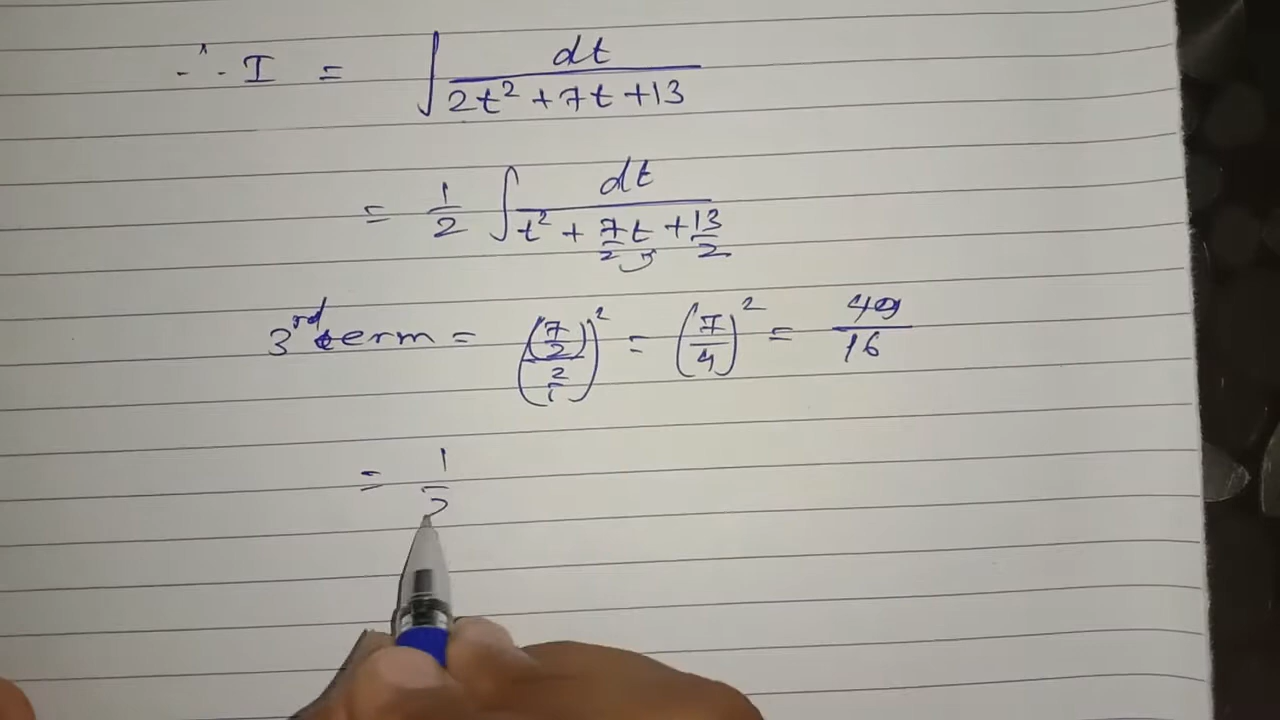 ∴ I = ∫ dt / (2t² + 7t + 13)
= 1/2 ∫ dt / (t² + 7/2 t + 13/2)
3rd term = ((7/2) / (2/1))² = (7/4)² = 49/16
= 1/2